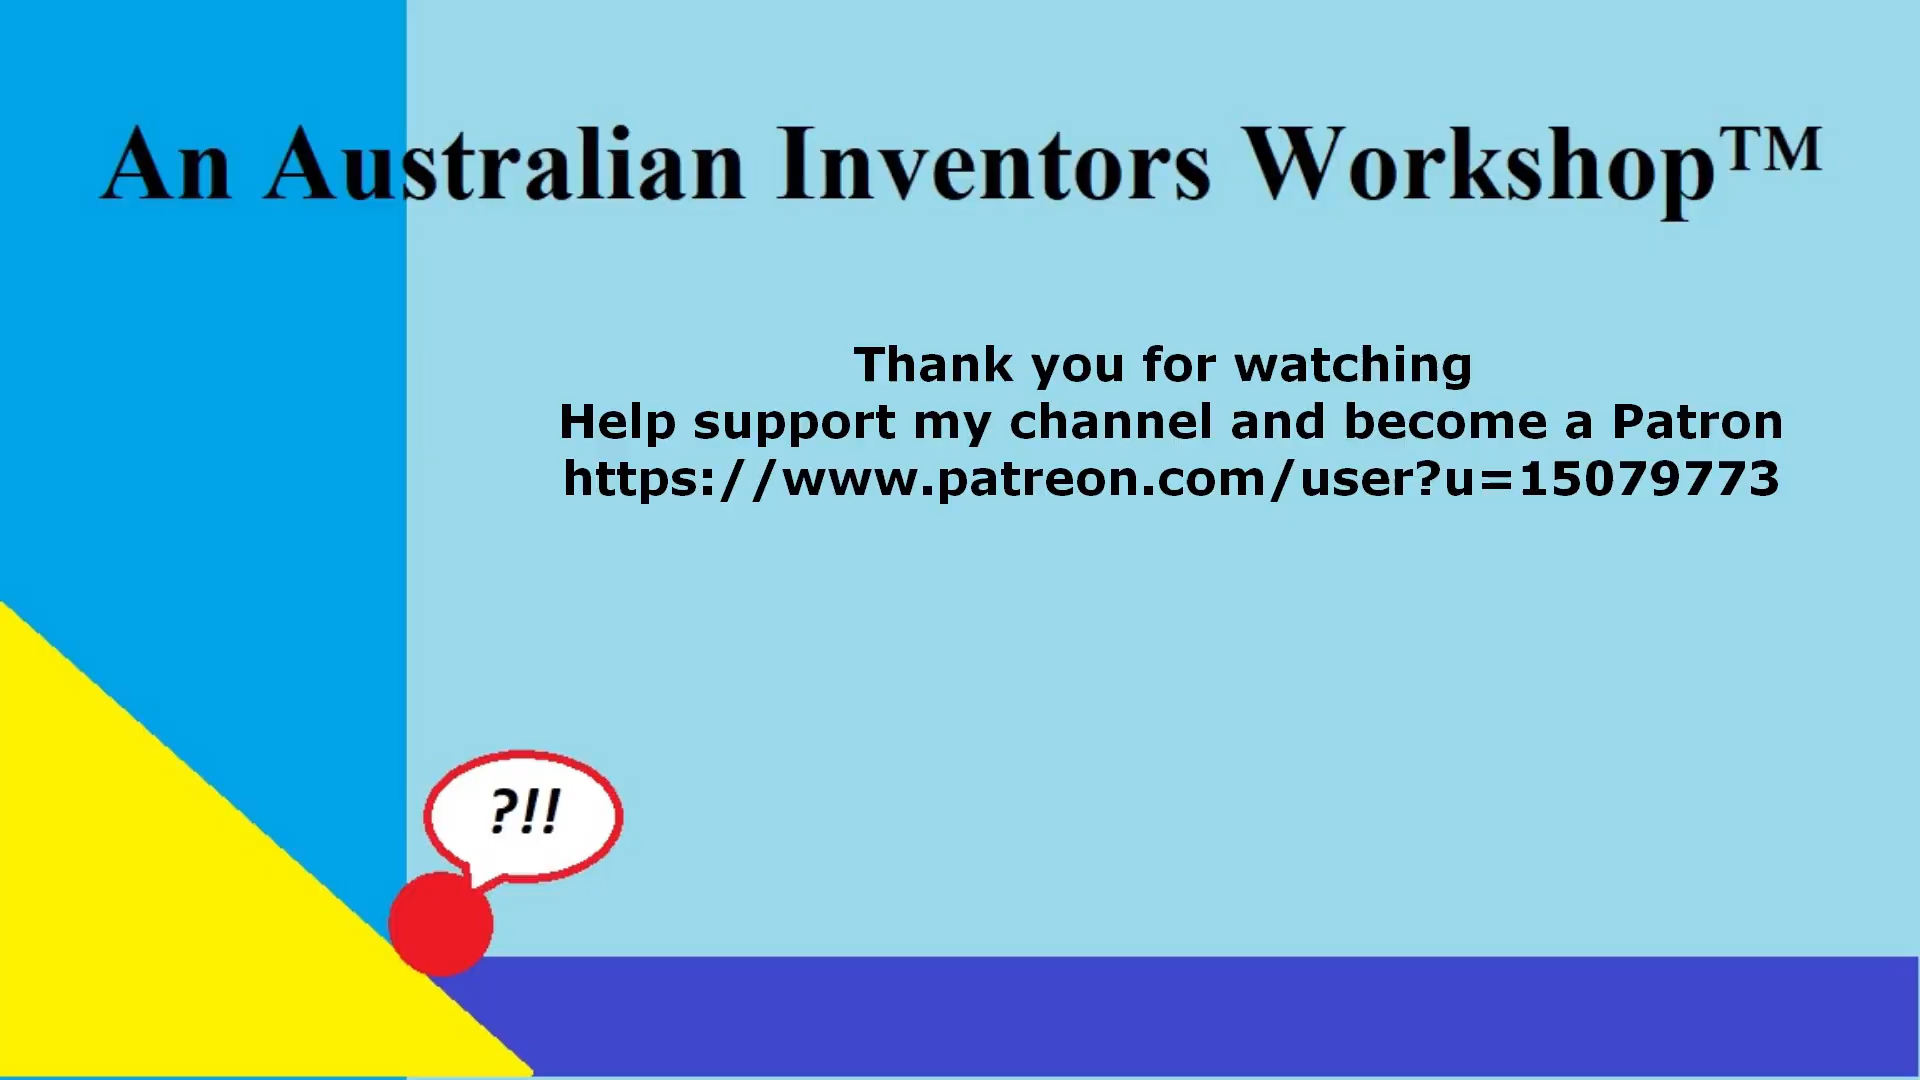 An Australian Inventors Workshop™
Thank you for watching
Help support my channel and become a Patron
https://www.patreon.com/user?u=15079773
?!!